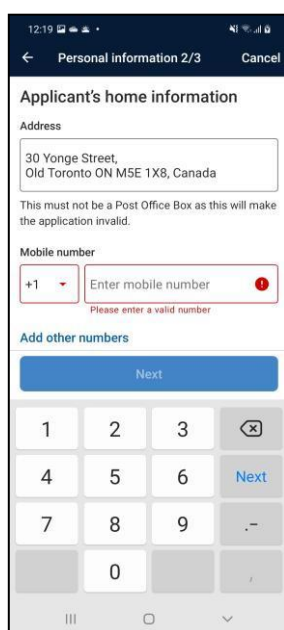 12:19
Personal information 2/3 Cancel
Applicant's home information
Address
30 Yonge Street,
Old Toronto ON M5E 1X8, Canada
This must not be a Post Office Box as this will make
the application invalid.
Mobile number
+1 Enter mobile number
Please enter a valid number
Add other numbers
Next
1 2 3
4 5 6 Next
7 8 9 .-
0 ,